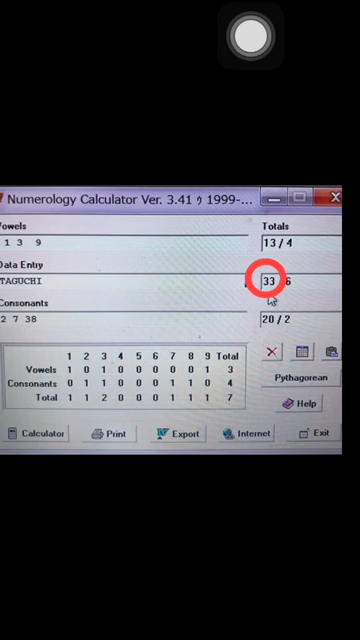 Numerology Calculator Ver. 3.41 ゥ 1999-...
Vowels Totals
1 3 9 13 / 4
Data Entry
TAGUCHI 33 6
Consonants
2 7 38 20 / 2
1 2 3 4 5 6 7 8 9 Total
Vowels 1 0 1 0 0 0 0 0 1 3
Consonants 0 1 1 0 0 0 1 1 0 4
Total 1 1 2 0 0 0 1 1 1 7
Pythagorean
Help
Calculator Print Export Internet Exit